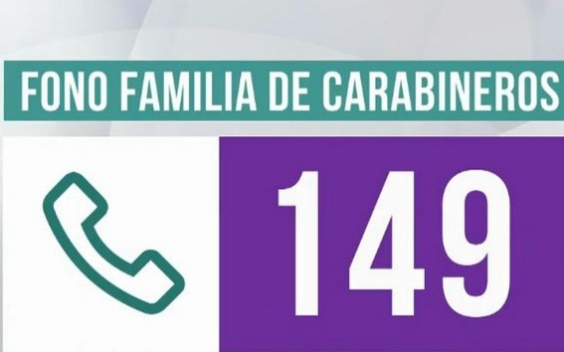 FONO FAMILIA DE CARABINEROS
149